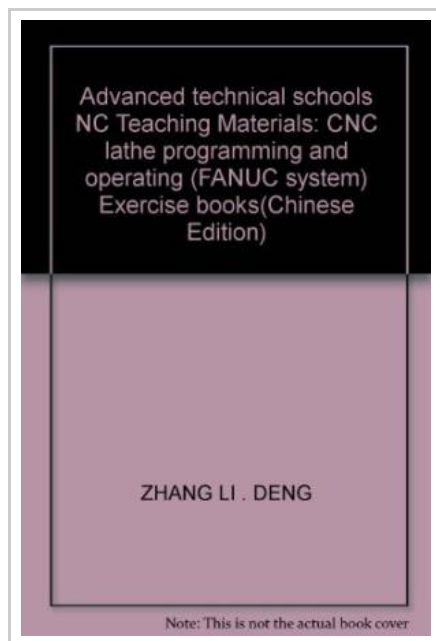 Advanced technical schools
NC Teaching Materials: CNC
lathe programming and
operating (FANUC system)
Exercise books(Chinese
Edition)
ZHANG LI . DENG
Note: This is not the actual book cover